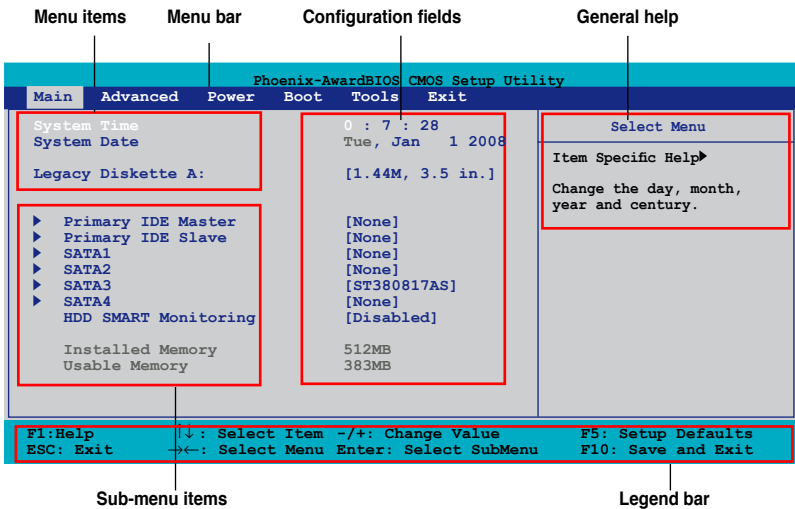 Menu items Menu bar Configuration fields General help
Phoenix-AwardBIOS CMOS Setup Utility
Main Advanced Power Boot Tools Exit
System Time 0 : 7 : 28
System Date Tue, Jan 1 2008
Legacy Diskette A: [1.44M, 3.5 in.]
Primary IDE Master [None]
Primary IDE Slave [None]
SATA1 [None]
SATA2 [None]
SATA3 [ST380817AS]
SATA4 [None]
HDD SMART Monitoring [Disabled]
Installed Memory 512MB
Usable Memory 383MB
Select Menu
Item Specific Help
Change the day, month,
year and century.
F1:Help ↑↓: Select Item -/+: Change Value F5: Setup Defaults
ESC: Exit →←: Select Menu Enter: Select SubMenu F10: Save and Exit
Sub-menu items Legend bar